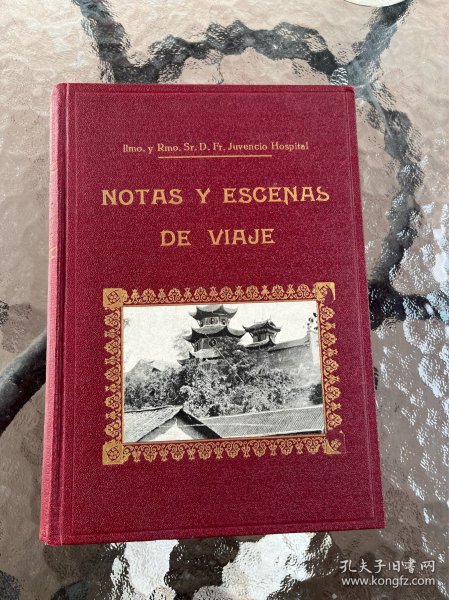 Ilmo. y Rmo. Sr. D. Fr. Juvencio Hospital
NOTAS Y ESCENAS
DE VIAJE
孔夫子旧书网
www.kongfz.com